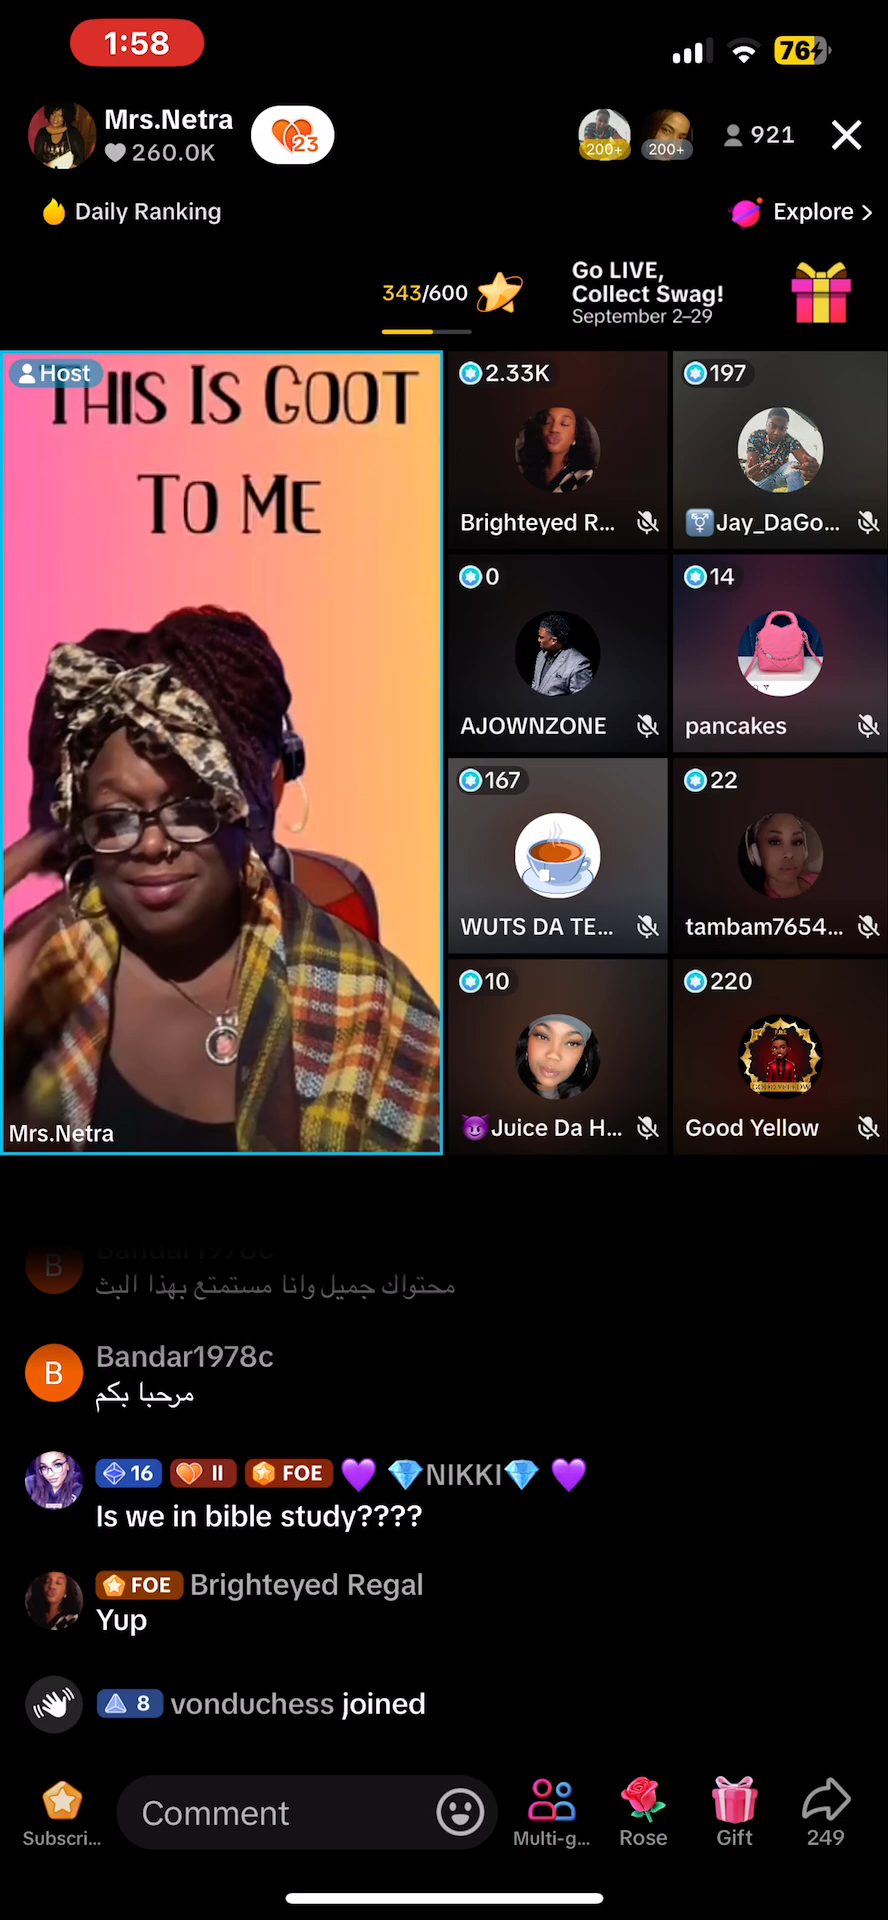 1:58
76
Mrs.Netra
23
260.0K
200+
200+
921
Daily Ranking
Explore >
343/600
Go LIVE,
Collect Swag!
September 2–29
Host
THIS IS GOOT
TO ME
Mrs.Netra
2.33K
Brighteyed R...
197
Jay_DaGo...
0
AJOWNZONE
14
pancakes
167
WUTS DA TE...
22
tambam7654...
10
Juice Da H...
220
GOOD YELLOW
Good Yellow
B
Bandar1978c
محتواك جميل وانا مستمتع بهذا البث
B
Bandar1978c
مرحبا بكم
16 II FOE 💜 💎NIKKI💎 💜
Is we in bible study????
FOE Brighteyed Regal
Yup
8 vonduchess joined
Subscri...
Comment
Multi-g...
Rose
Gift
249